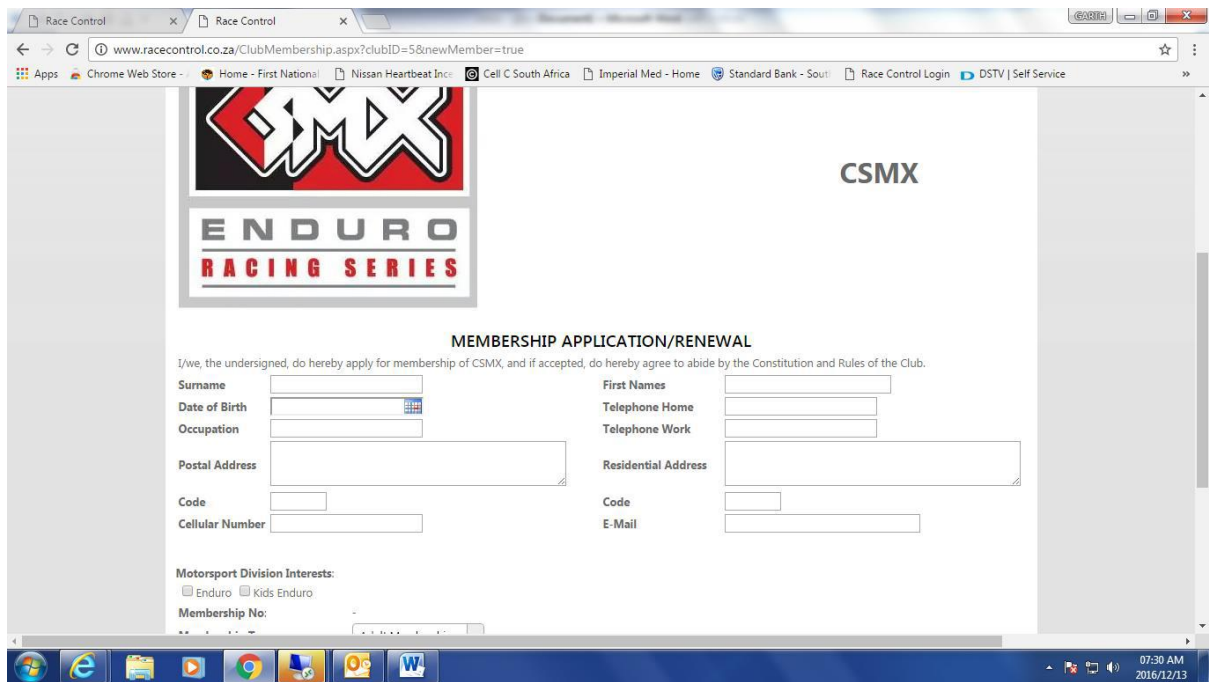 Race Control
Race Control
GARTH
www.racecontrol.co.za/ClubMembership.aspx?clubID=5&newMember=true
Apps Chrome Web Store - Home - First National Nissan Heartbeat Ince Cell C South Africa Imperial Med - Home Standard Bank - Sout Race Control Login DSTV | Self Service
CSMX
CSMX
ENDURO
RACING SERIES
MEMBERSHIP APPLICATION/RENEWAL
I/we, the undersigned, do hereby apply for membership of CSMX, and if accepted, do hereby agree to abide by the Constitution and Rules of the Club.
Surname First Names
Date of Birth Telephone Home
Occupation Telephone Work
Postal Address Residential Address
Code Code
Cellular Number E-Mail
Motorsport Division Interests:
Enduro Kids Enduro
Membership No: -
07:30 AM
2016/12/13